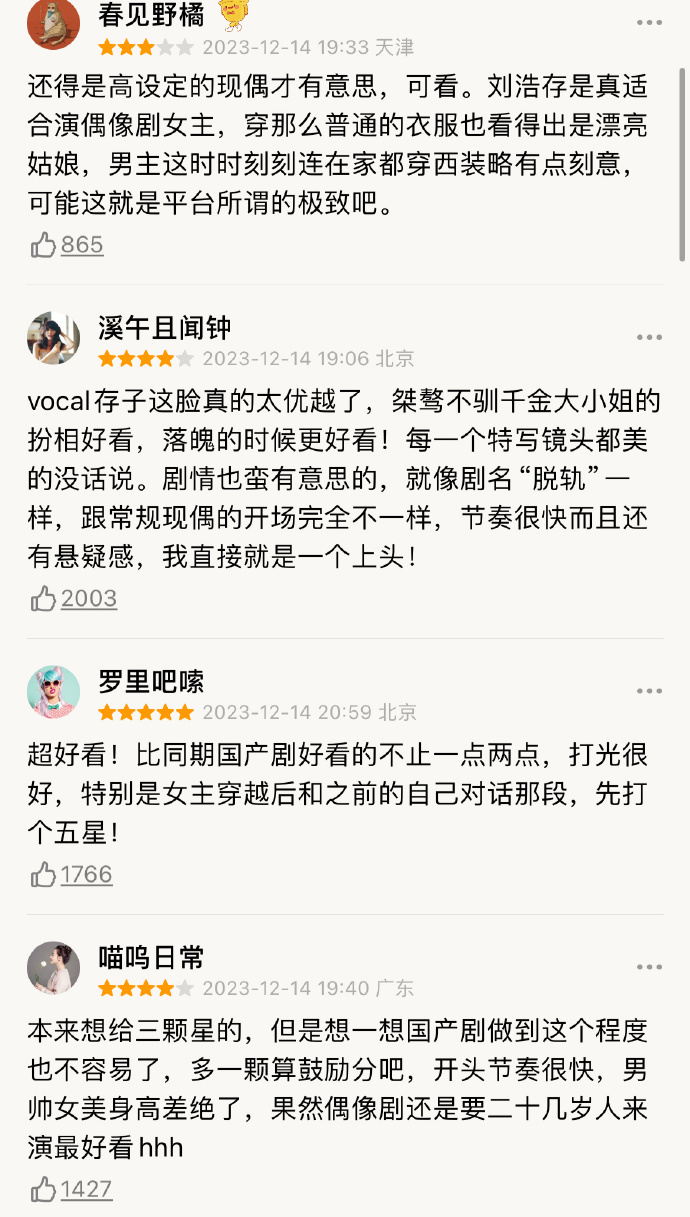 春见野橘
2023-12-14 19:33 天津
还得是高设定的现偶才有意思，可看。刘浩存是真适
合演偶像剧女主，穿那么普通的衣服也看得出是漂亮
姑娘，男主这时时刻刻连在家都穿西装略有点刻意，
可能这就是平台所谓的极致吧。
865
溪午且闻钟
2023-12-14 19:06 北京
vocal存子这脸真的太优越了，桀骜不驯千金大小姐的
扮相好看，落魄的时候更好看！每一个特写镜头都美
的没话说。剧情也蛮有意思的，就像剧名“脱轨”一
样，跟常规现偶的开场完全不一样，节奏很快而且还
有悬疑感，我直接就是一个上头！
2003
罗里吧嗦
2023-12-14 20:59 北京
超好看！比同期国产剧好看的不止一点两点，打光很
好，特别是女主穿越后和之前的自己对话那段，先打
个五星！
1766
喵呜日常
2023-12-14 19:40 广东
本来想给三颗星的，但是想一想国产剧做到这个程度
也不容易了，多一颗算鼓励分吧，开头节奏很快，男
帅女美身高差绝了，果然偶像剧还是要二十几岁人来
演最好看hhh
1427